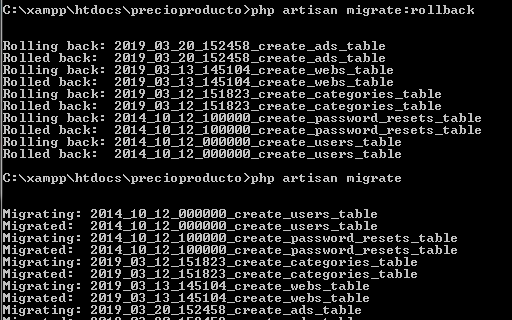 C:\xampp\htdocs\precioproducto>php artisan migrate:rollback
Rolling back: 2019_03_20_152458_create_ads_table
Rolled back:  2019_03_20_152458_create_ads_table
Rolling back: 2019_03_13_145104_create_webs_table
Rolled back:  2019_03_13_145104_create_webs_table
Rolling back: 2019_03_12_151823_create_categories_table
Rolled back:  2019_03_12_151823_create_categories_table
Rolling back: 2014_10_12_100000_create_password_resets_table
Rolled back:  2014_10_12_100000_create_password_resets_table
Rolling back: 2014_10_12_000000_create_users_table
Rolled back:  2014_10_12_000000_create_users_table
C:\xampp\htdocs\precioproducto>php artisan migrate
Migrating: 2014_10_12_000000_create_users_table
Migrated:  2014_10_12_000000_create_users_table
Migrating: 2014_10_12_100000_create_password_resets_table
Migrated:  2014_10_12_100000_create_password_resets_table
Migrating: 2019_03_12_151823_create_categories_table
Migrated:  2019_03_12_151823_create_categories_table
Migrating: 2019_03_13_145104_create_webs_table
Migrated:  2019_03_13_145104_create_webs_table
Migrating: 2019_03_20_152458_create_ads_table
Migrated:  2019_03_20_152458_create_ads_table